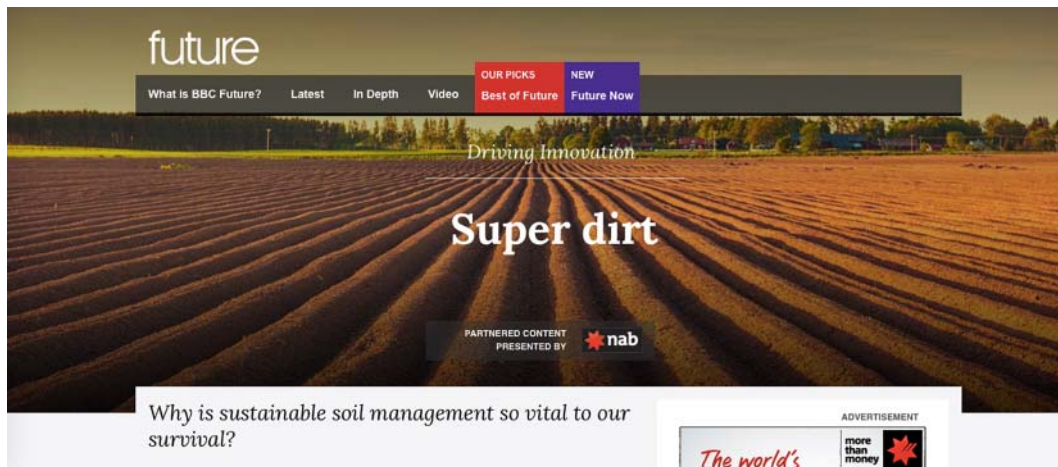 future
What is BBC Future?
Latest
In Depth
Video
OUR PICKS
Best of Future
NEW
Future Now
Driving Innovation
Super dirt
PARTNERED CONTENT
PRESENTED BY
nab
Why is sustainable soil management so vital to our
survival?
ADVERTISEMENT
The world's
more
than
money